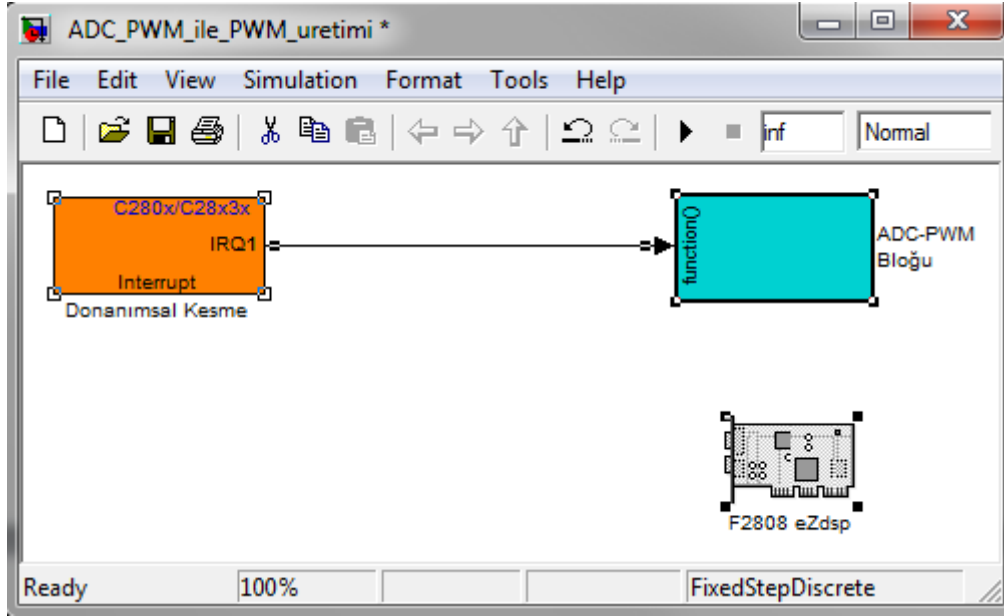 ADC_PWM_ile_PWM_uretimi *
File Edit View Simulation Format Tools Help
inf Normal
C280x/C28x3x
IRQ1
Interrupt
Donanımsal Kesme
function()
ADC-PWM
Bloğu
F2808 eZdsp
Ready 100% FixedStepDiscrete